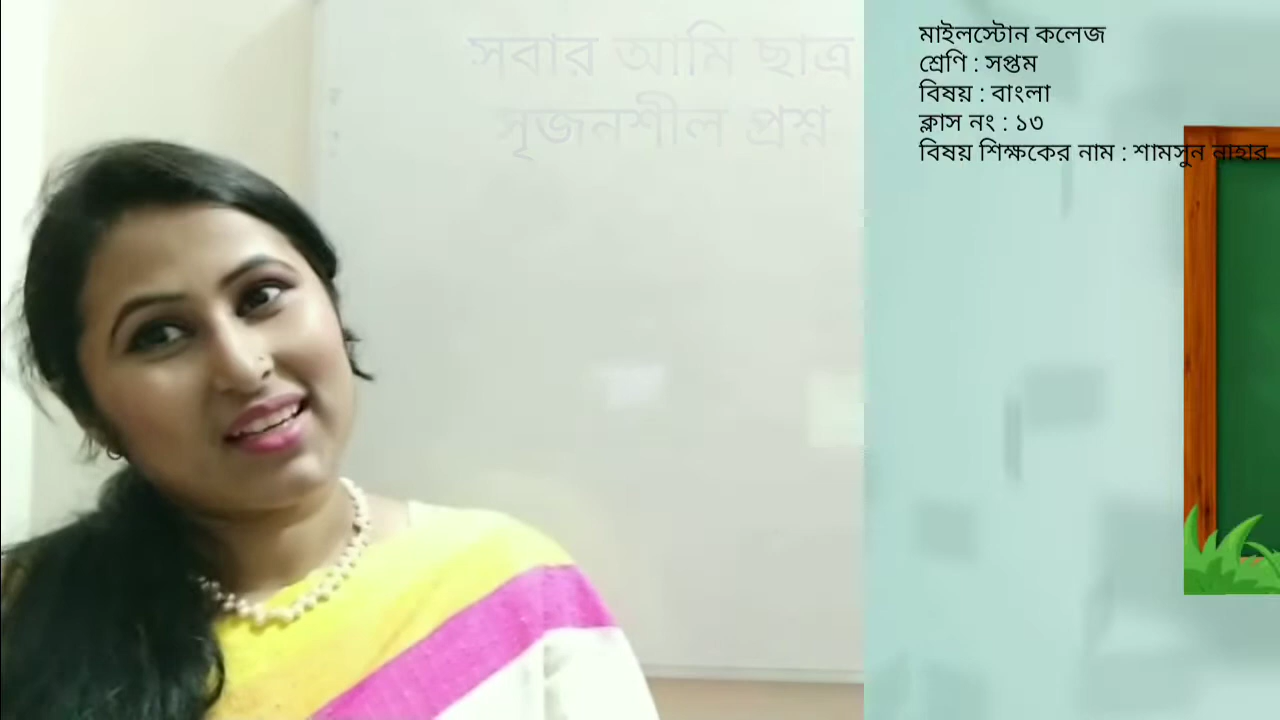 সবার আমি ছাত্র
সৃজনশীল প্রশ্ন
মাইলস্টোন কলেজ
শ্রেণি : সপ্তম
বিষয় : বাংলা
ক্লাস নং : ১৩
বিষয় শিক্ষকের নাম : শামসুন নাহার